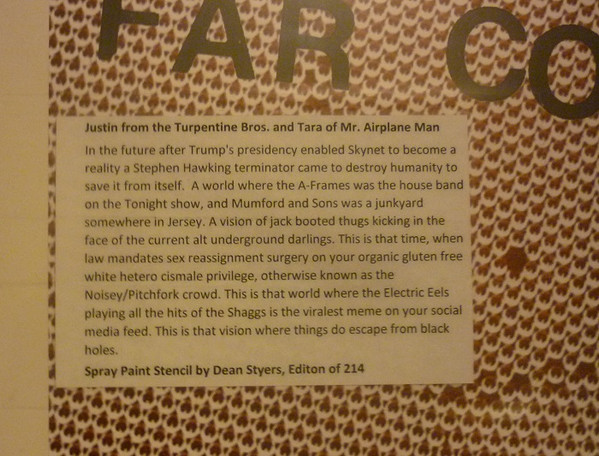 FAR CO
Justin from the Turpentine Bros. and Tara of Mr. Airplane Man
In the future after Trump's presidency enabled Skynet to become a
reality a Stephen Hawking terminator came to destroy humanity to
save it from itself. A world where the A-Frames was the house band
on the Tonight show, and Mumford and Sons was a junkyard
somewhere in Jersey. A vision of jack booted thugs kicking in the
face of the current alt underground darlings. This is that time, when
law mandates sex reassignment surgery on your organic gluten free
white hetero cismale privilege, otherwise known as the
Noisey/Pitchfork crowd. This is that world where the Electric Eels
playing all the hits of the Shaggs is the viralest meme on your social
media feed. This is that vision where things do escape from black
holes.
Spray Paint Stencil by Dean Styers, Editon of 214